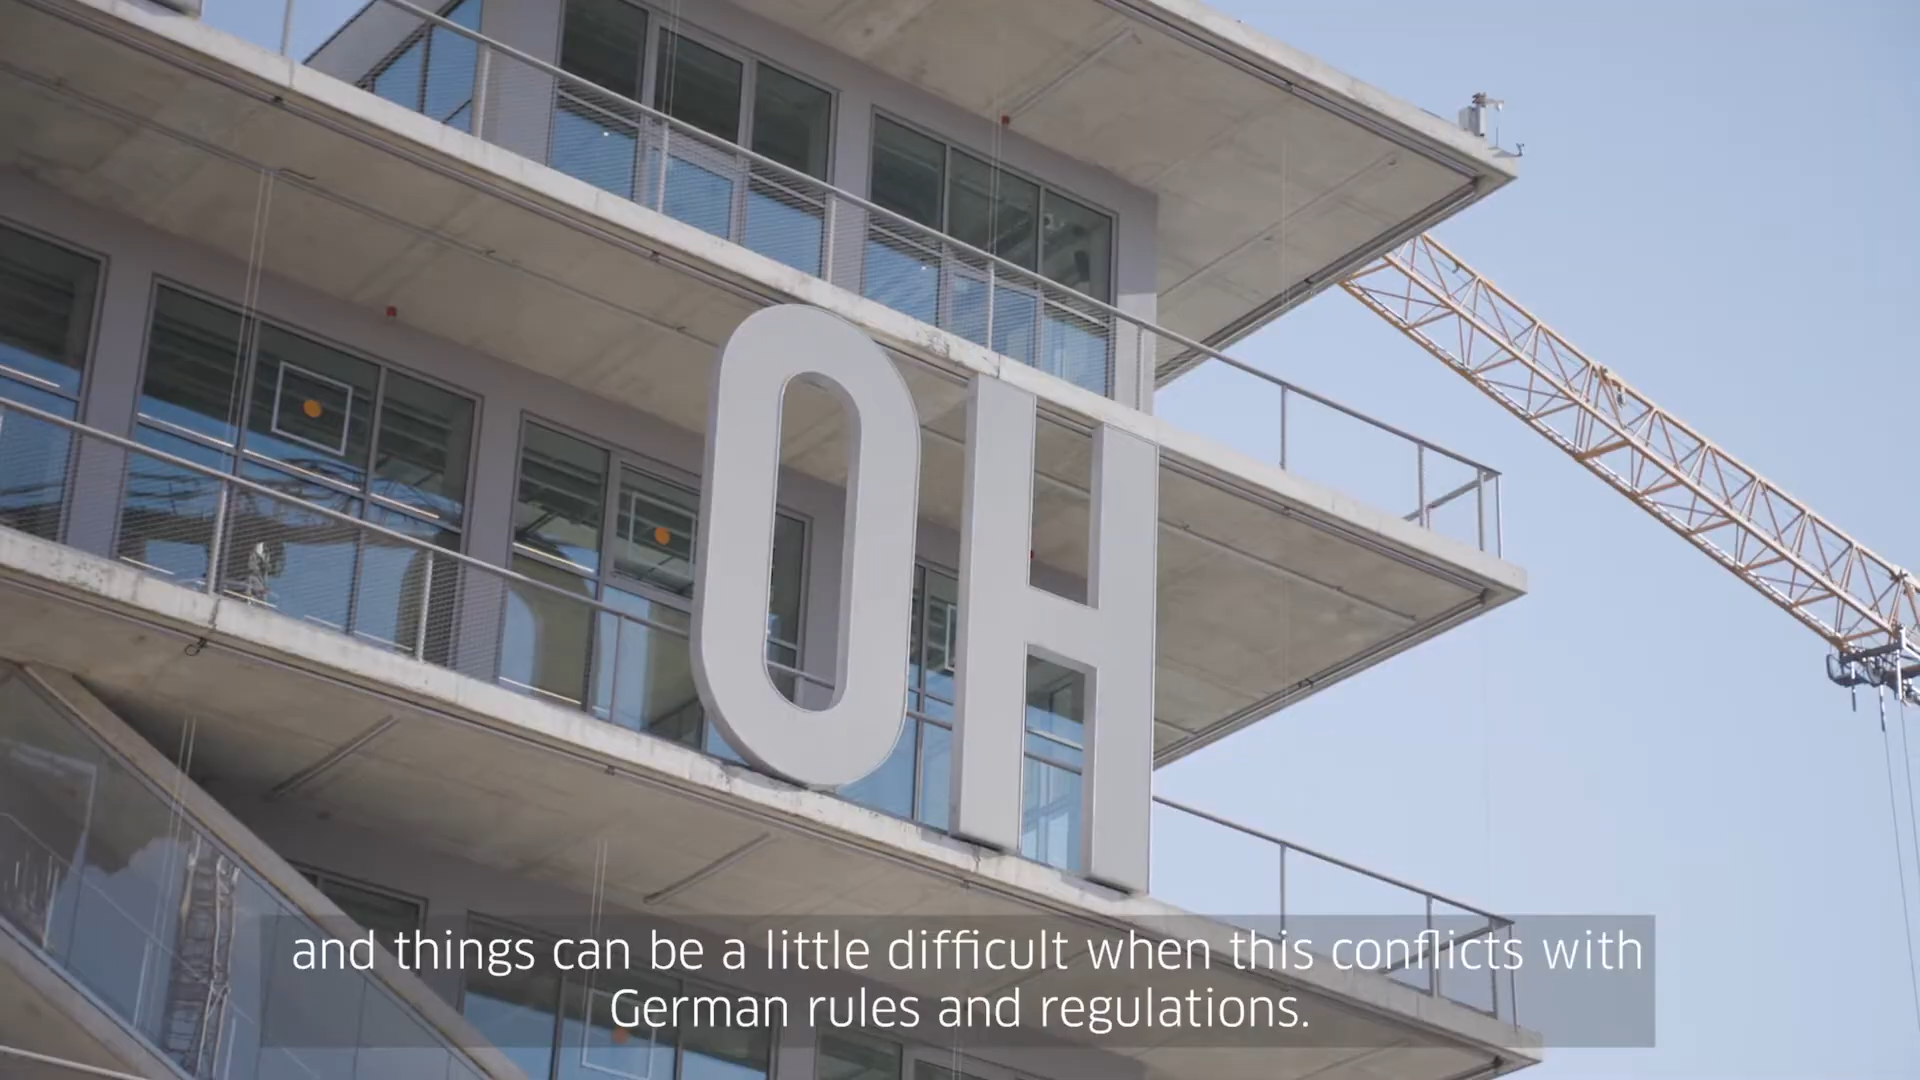 OH
and things can be a little difficult when this conflicts with
German rules and regulations.